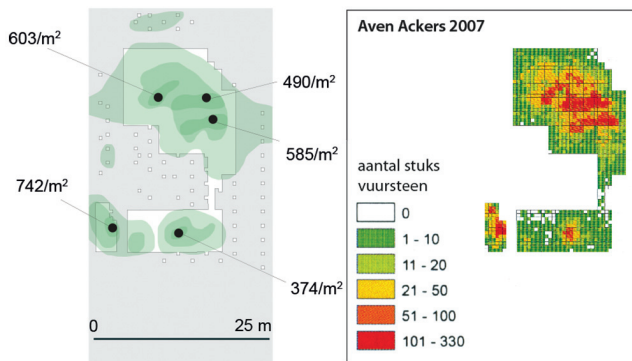 603/m²
490/m²
585/m²
742/m²
374/m²
0 25 m
Aven Ackers 2007
aantal stuks
vuursteen
0
1 - 10
11 - 20
21 - 50
51 - 100
101 - 330